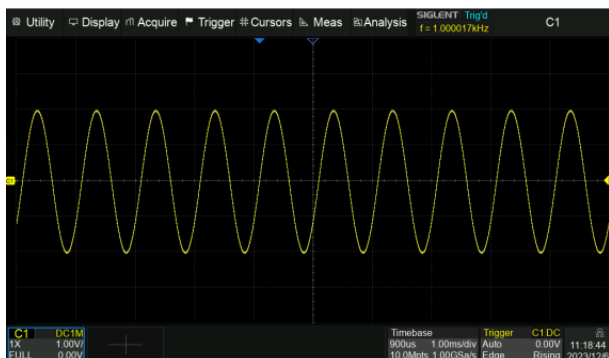 Utility Display Acquire Trigger Cursors Meas Analysis SIGLENT Trig'd C1
f = 1.000017kHz
C1
C1 DC1M Timebase Trigger C1 DC
1X 1.00V/ 900us 1.00ms/div Auto 0.00V 11:18:44
FULL 0.00V 10.0Mpts 1.00GSa/s Edge Rising